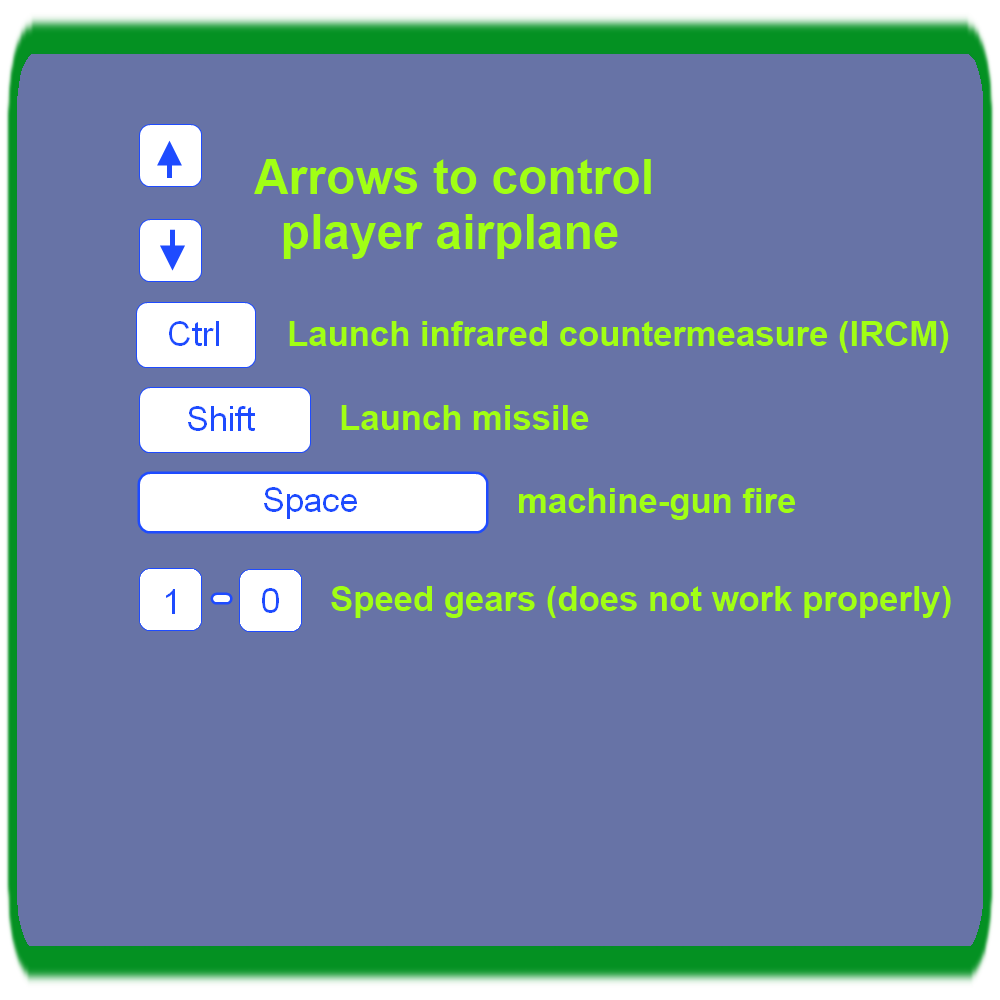 Arrows to control
player airplane
Ctrl Launch infrared countermeasure (IRCM)
Shift Launch missile
Space machine-gun fire
1 - 0 Speed gears (does not work properly)